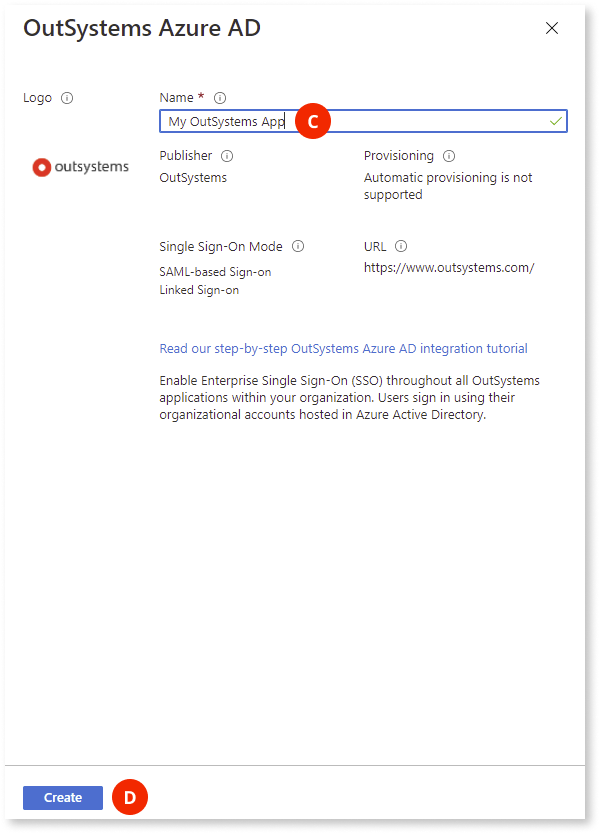 OutSystems Azure AD
Logo
Name *
My OutSystems App
C
outsystems
Publisher
Provisioning
OutSystems
Automatic provisioning is not
supported
Single Sign-On Mode
URL
SAML-based Sign-on
https://www.outsystems.com/
Linked Sign-on
Read our step-by-step OutSystems Azure AD integration tutorial
Enable Enterprise Single Sign-On (SSO) throughout all OutSystems
applications within your organization. Users sign in using their
organizational accounts hosted in Azure Active Directory.
Create
D